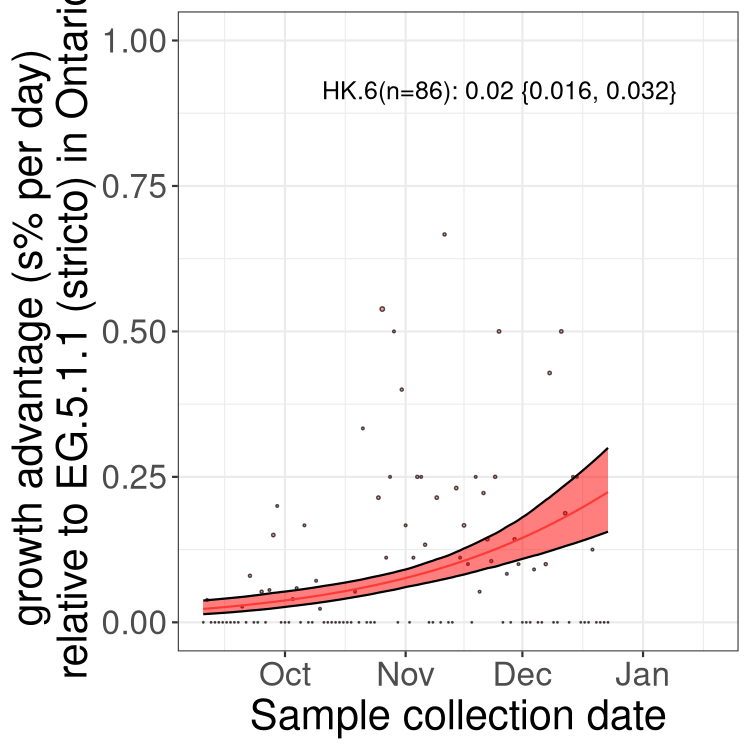 growth advantage (s% per day)
relative to EG.5.1.1 (stricto) in Ontario
1.00
0.75
0.50
0.25
0.00
HK.6(n=86): 0.02 {0.016, 0.032}
Oct Nov Dec Jan
Sample collection date